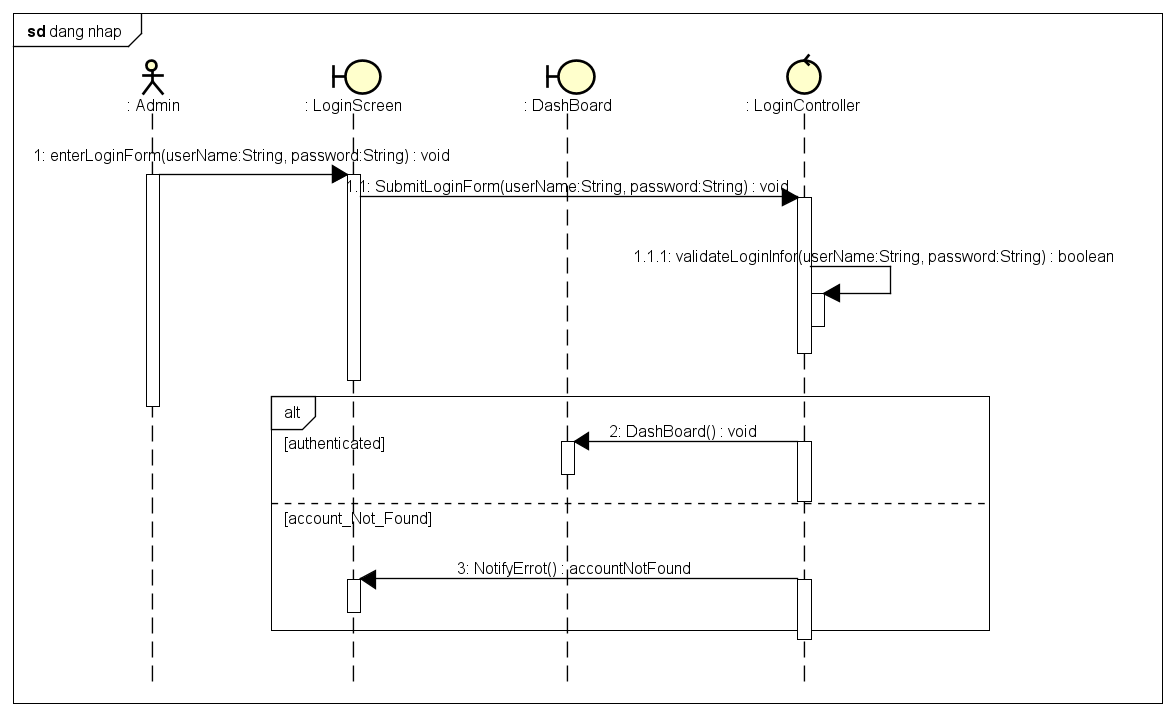 sd dang nhap
: Admin
: LoginScreen
: DashBoard
: LoginController
1: enterLoginForm(userName:String, password:String) : void
1.1: SubmitLoginForm(userName:String, password:String) : void
1.1.1: validateLoginInfor(userName:String, password:String) : boolean
alt
2: DashBoard() : void
[authenticated]
[account_Not_Found]
3: NotifyErrot() : accountNotFound